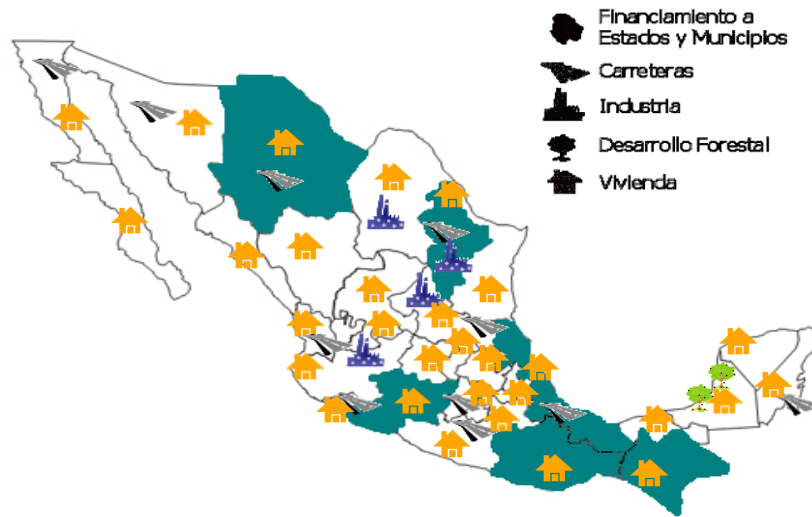 Financiamiento a
Estados y Municipios
Carreteras
Industria
Desarrollo Forestal
Vivienda